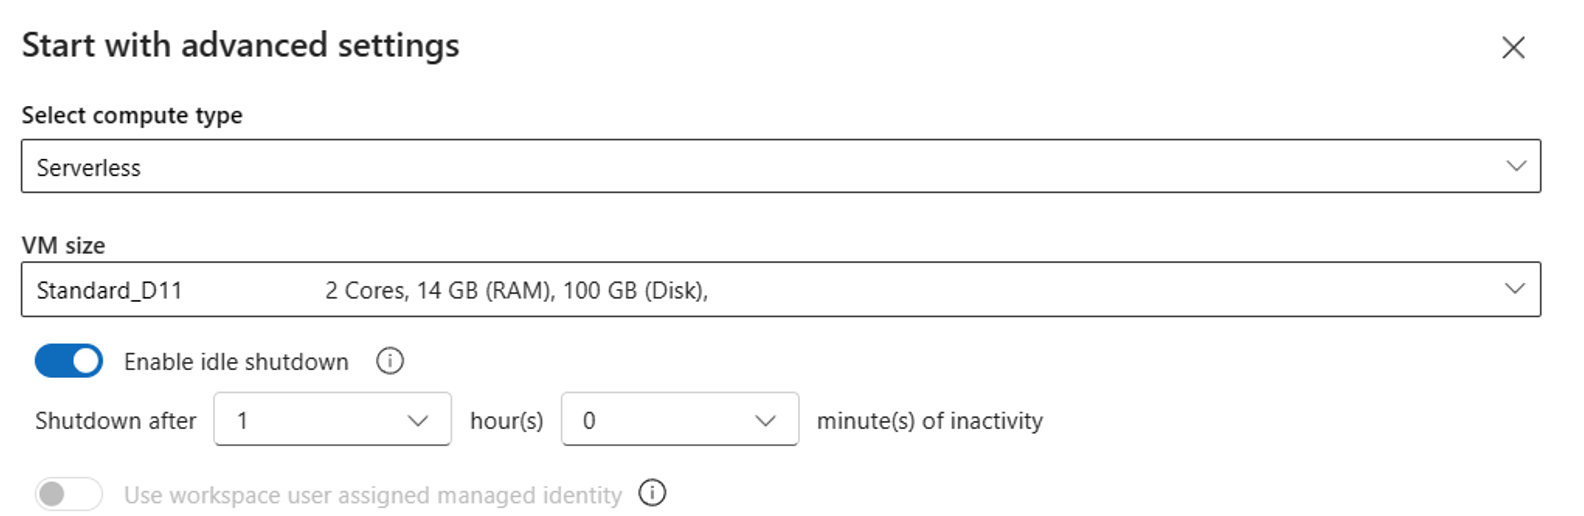 Start with advanced settings
Select compute type
Serverless
VM size
Standard_D11 2 Cores, 14 GB (RAM), 100 GB (Disk),
Enable idle shutdown
Shutdown after 1 hour(s) 0 minute(s) of inactivity
Use workspace user assigned managed identity